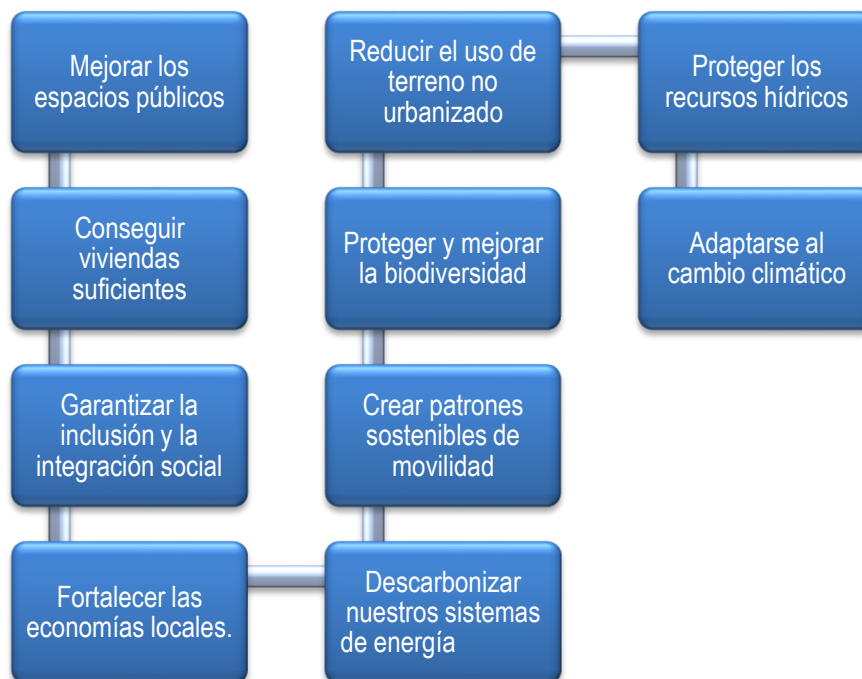 Mejorar los
espacios públicos
Conseguir
viviendas
suficientes
Garantizar la
inclusión y la
integración social
Fortalecer las
economías locales.
Descarbonizar
nuestros sistemas
de energía
Crear patrones
sostenibles de
movilidad
Proteger y mejorar
la biodiversidad
Reducir el uso de
terreno no
urbanizado
Proteger los
recursos hídricos
Adaptarse al
cambio climático